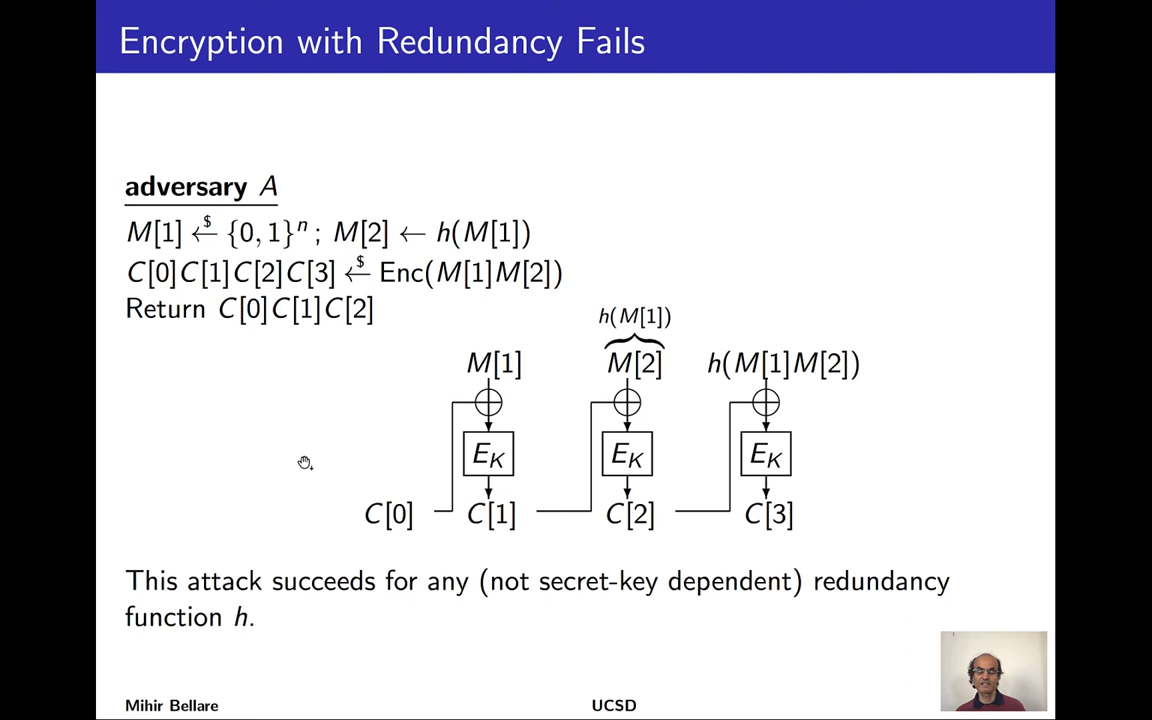 Encryption with Redundancy Fails
adversary A
M[1] ←$ {0, 1}ⁿ ; M[2] ← h(M[1])
C[0]C[1]C[2]C[3] ←$ Enc(M[1]M[2])
Return C[0]C[1]C[2]
h(M[1])
M[1] M[2] h(M[1]M[2])
E_K E_K E_K
C[0] C[1] C[2] C[3]
This attack succeeds for any (not secret-key dependent) redundancy
function h.
Mihir Bellare UCSD